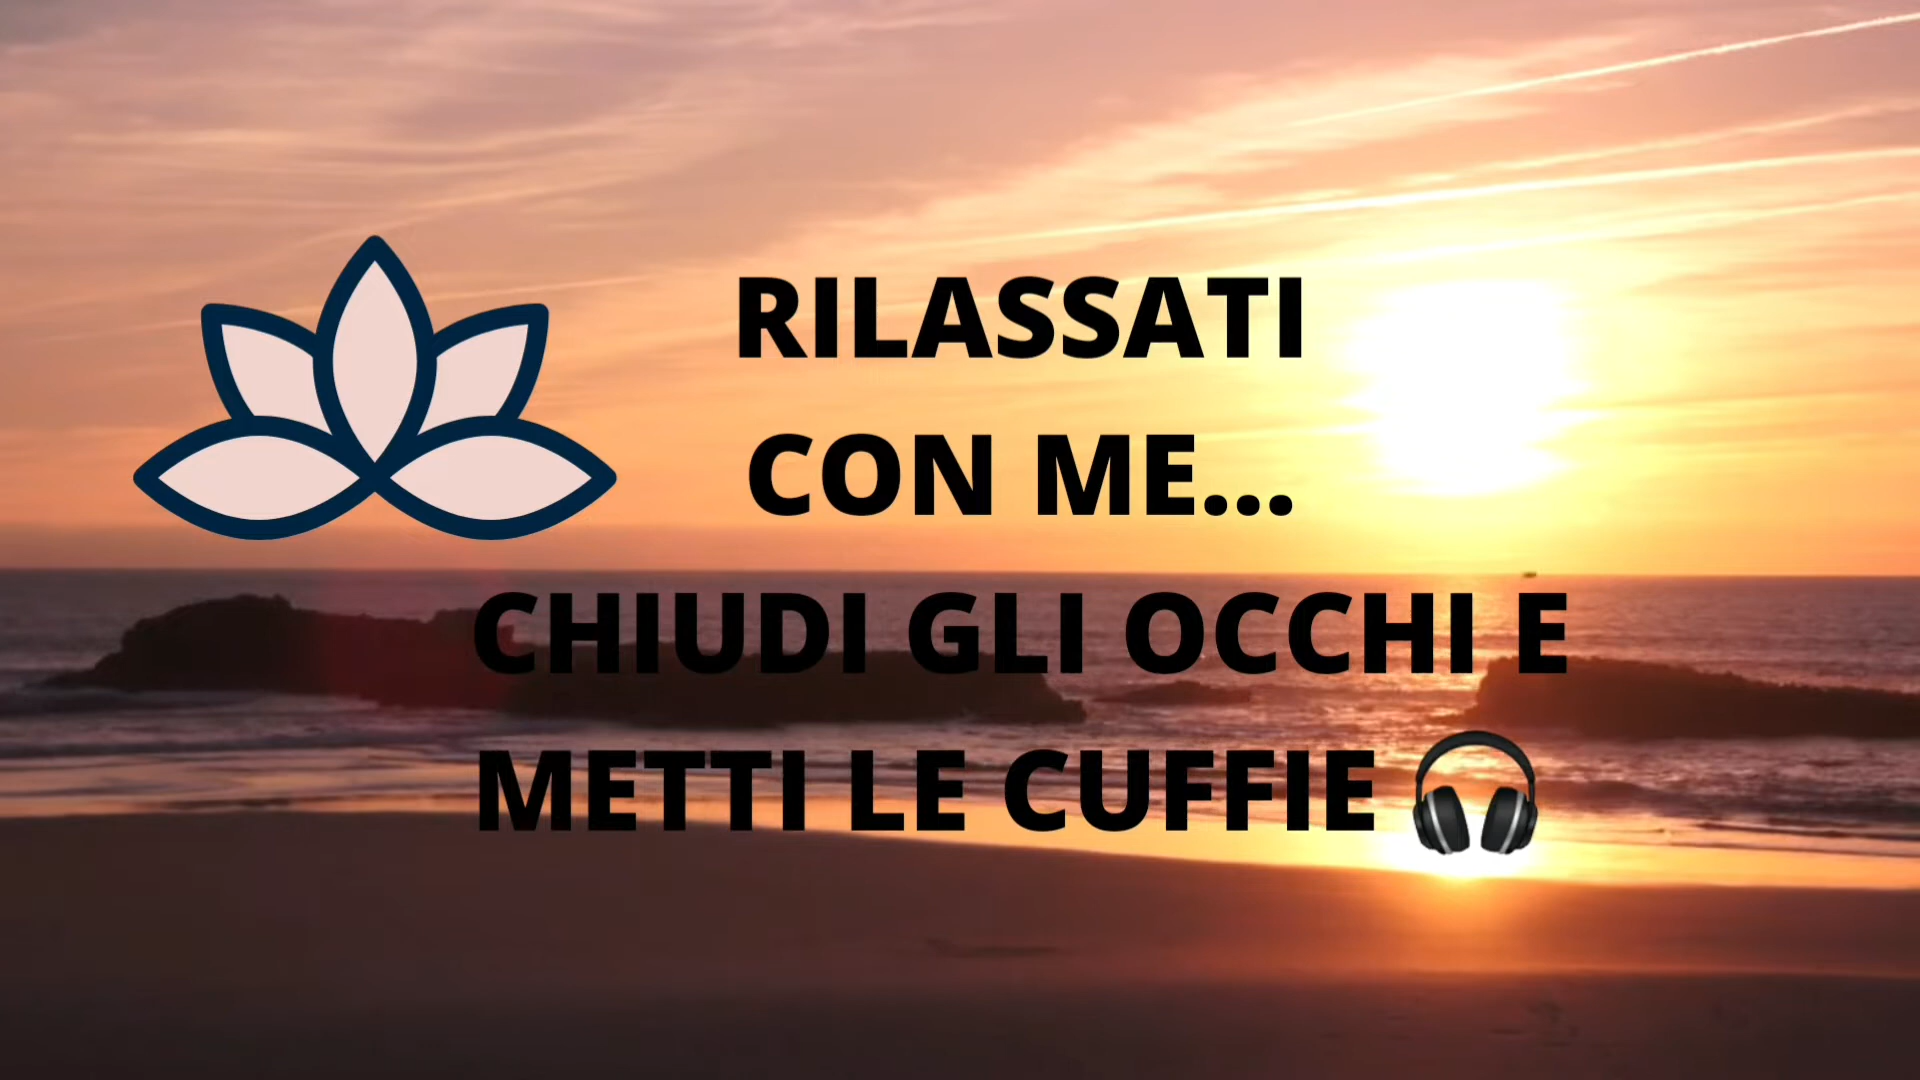 RILASSATI
CON ME...
CHIUDI GLI OCCHI E
METTI LE CUFFIE 🎧